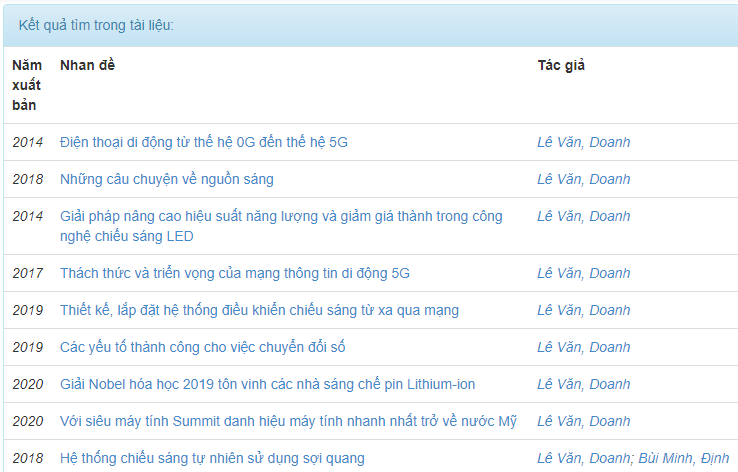 Kết quả tìm trong tài liệu:
Năm xuất bản Nhan đề Tác giả
2014 Điện thoại di động từ thế hệ 0G đến thế hệ 5G Lê Văn, Doanh
2018 Những câu chuyện về nguồn sáng Lê Văn, Doanh
2014 Giải pháp nâng cao hiệu suất năng lượng và giảm giá thành trong công Lê Văn, Doanh
nghệ chiếu sáng LED
2017 Thách thức và triển vọng của mạng thông tin di động 5G Lê Văn, Doanh
2019 Thiết kế, lắp đặt hệ thống điều khiển chiếu sáng từ xa qua mạng Lê Văn, Doanh
2019 Các yếu tố thành công cho việc chuyển đổi số Lê Văn, Doanh
2020 Giải Nobel hóa học 2019 tôn vinh các nhà sáng chế pin Lithium-ion Lê Văn, Doanh
2020 Với siêu máy tính Summit danh hiệu máy tính nhanh nhất trở về nước Mỹ Lê Văn, Doanh
2018 Hệ thống chiếu sáng tự nhiên sử dụng sợi quang Lê Văn, Doanh; Bùi Minh, Định